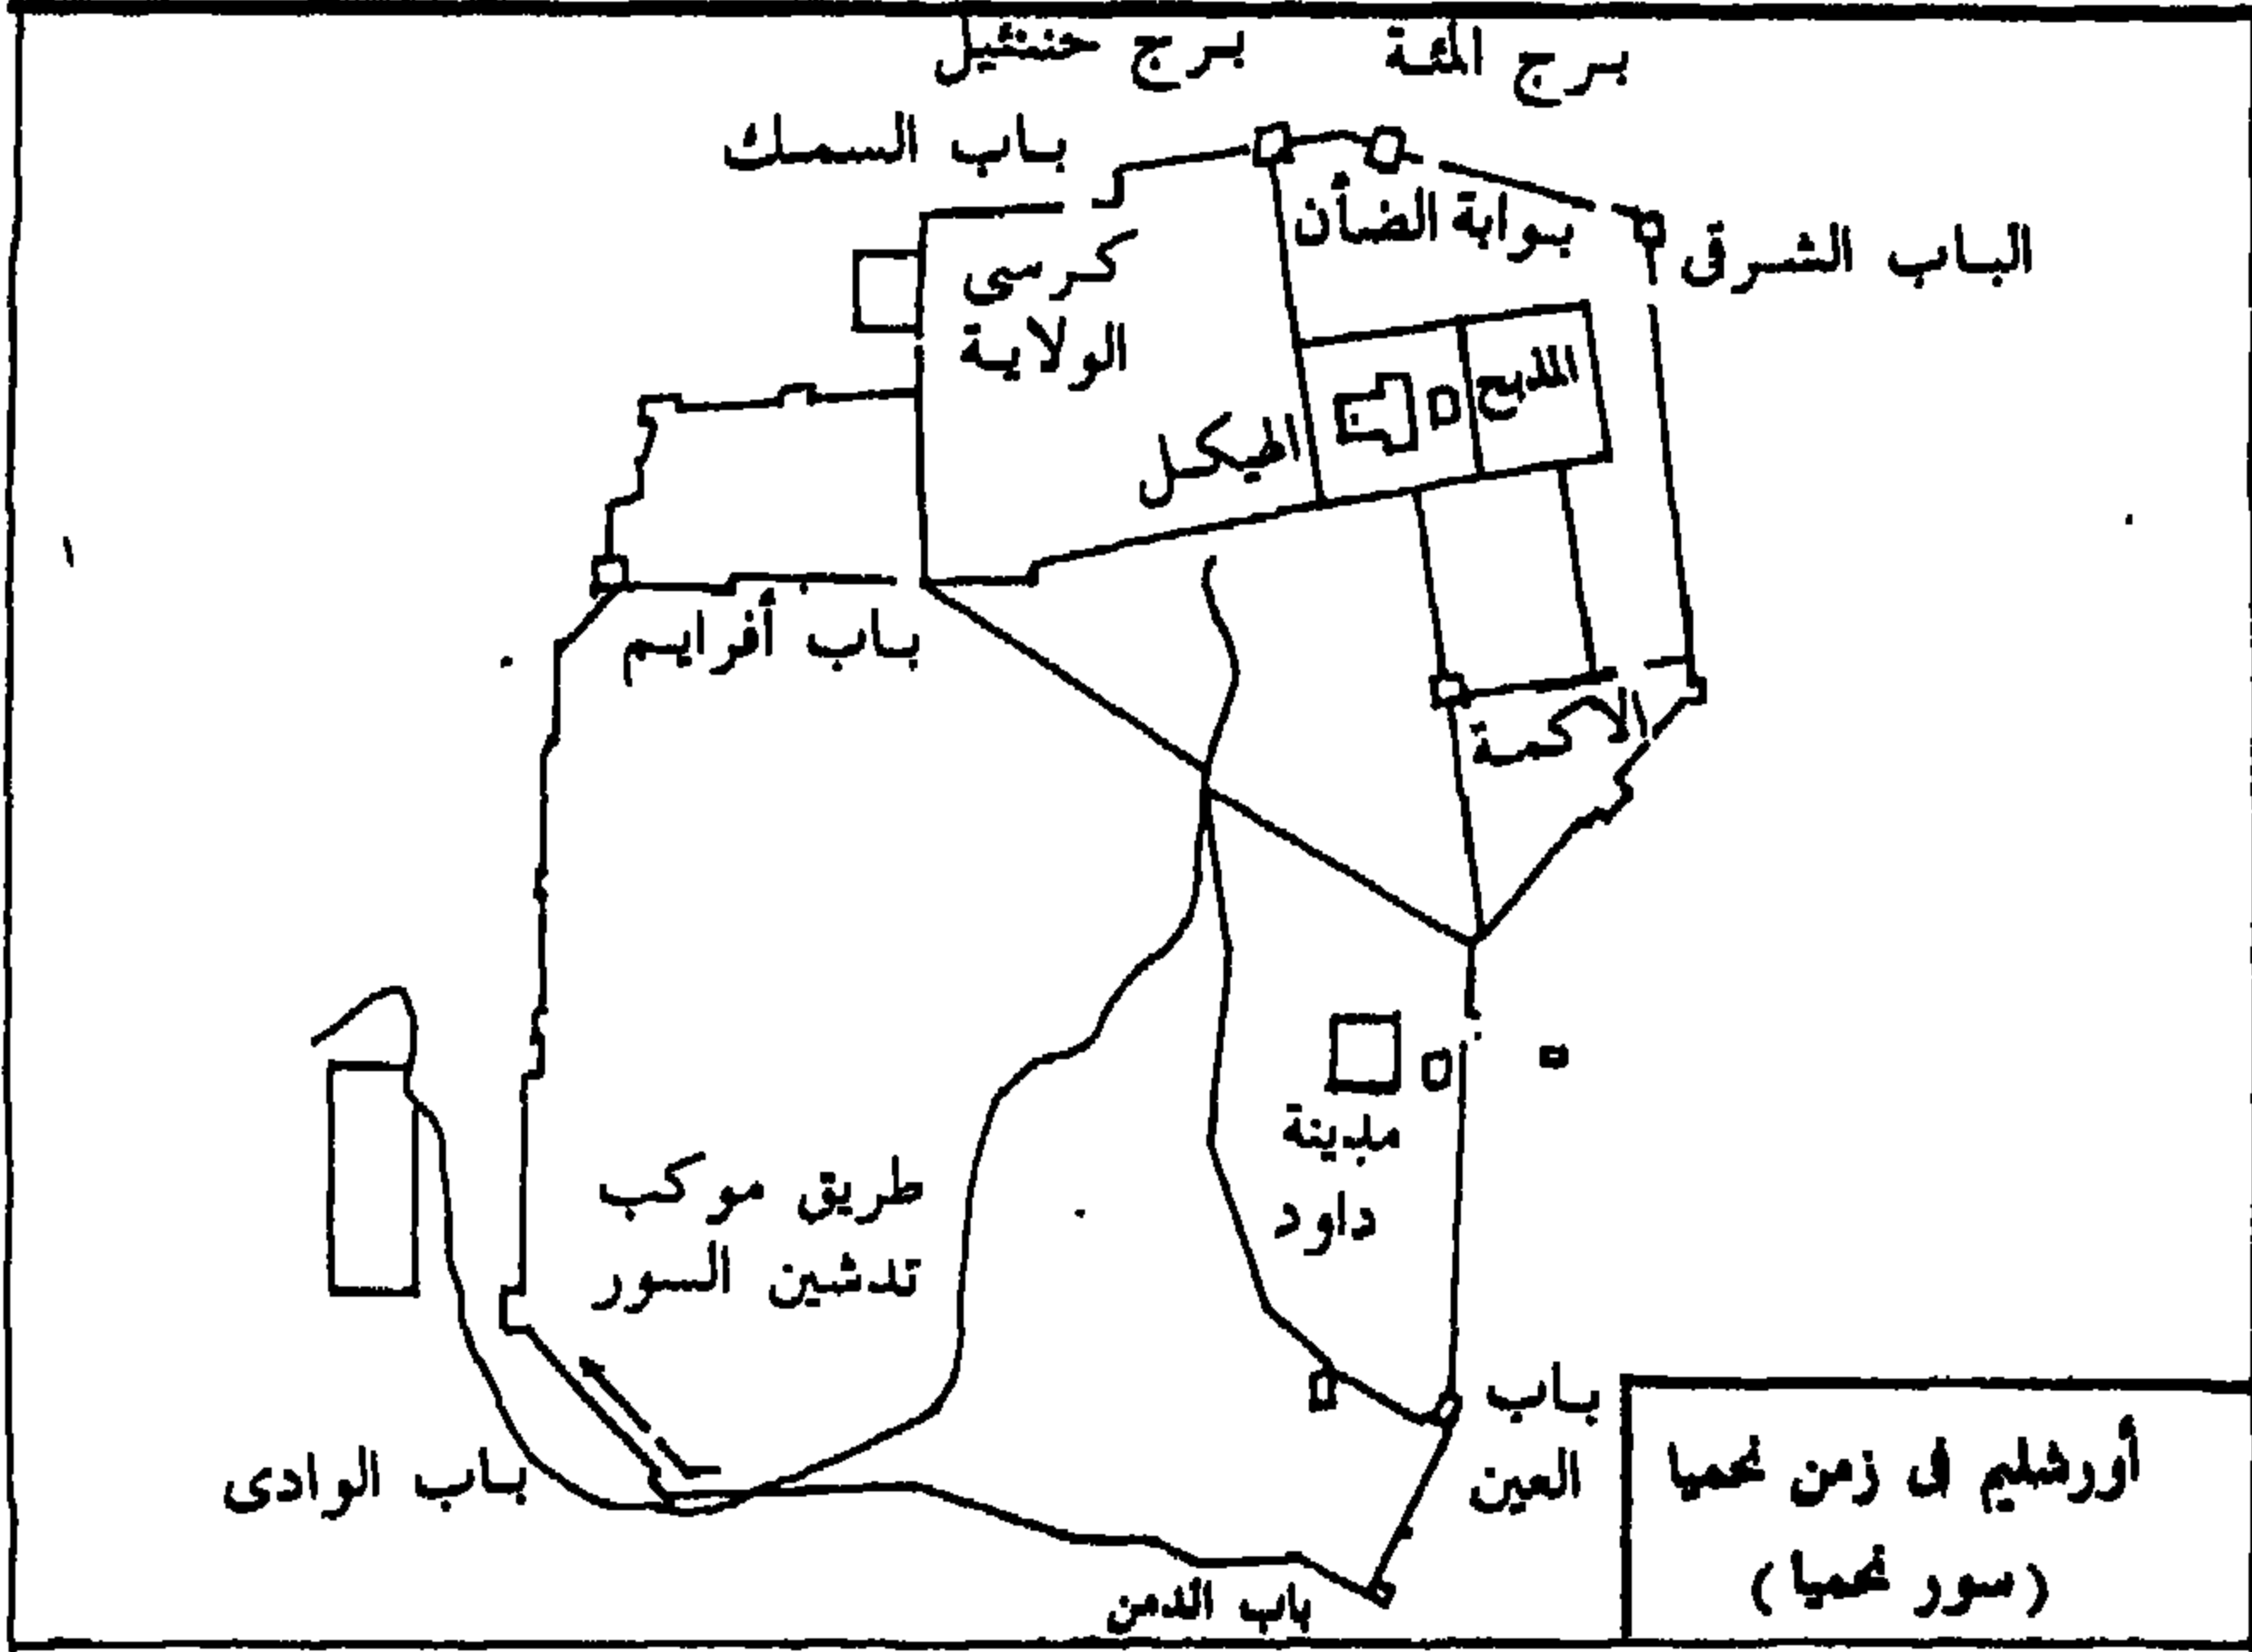 برج المئة
برج حننئيل
باب السمك
بوابة الضأن
الباب الشرقى
كرسى
الولاية
المذبح
الهيكل
باب أفرايم
الاكمة
مدينة
داود
طريق موكب
تدشين السور
باب
العين
باب الوادى
باب الدمن
أورشليم فى زمن نحميا
(سور نحميا)